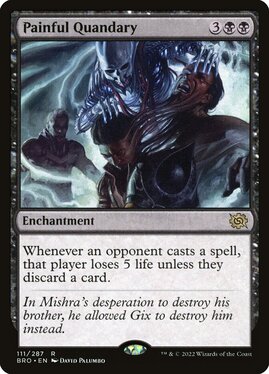 Painful Quandary 3
Enchantment
Whenever an opponent casts a spell,
that player loses 5 life unless they
discard a card.
In Mishra's desperation to destroy his
brother, he allowed Gix to destroy him
instead.
111/287 R
BRO • EN DAVID PALUMBO
™ & © 2022 Wizards of the Coast